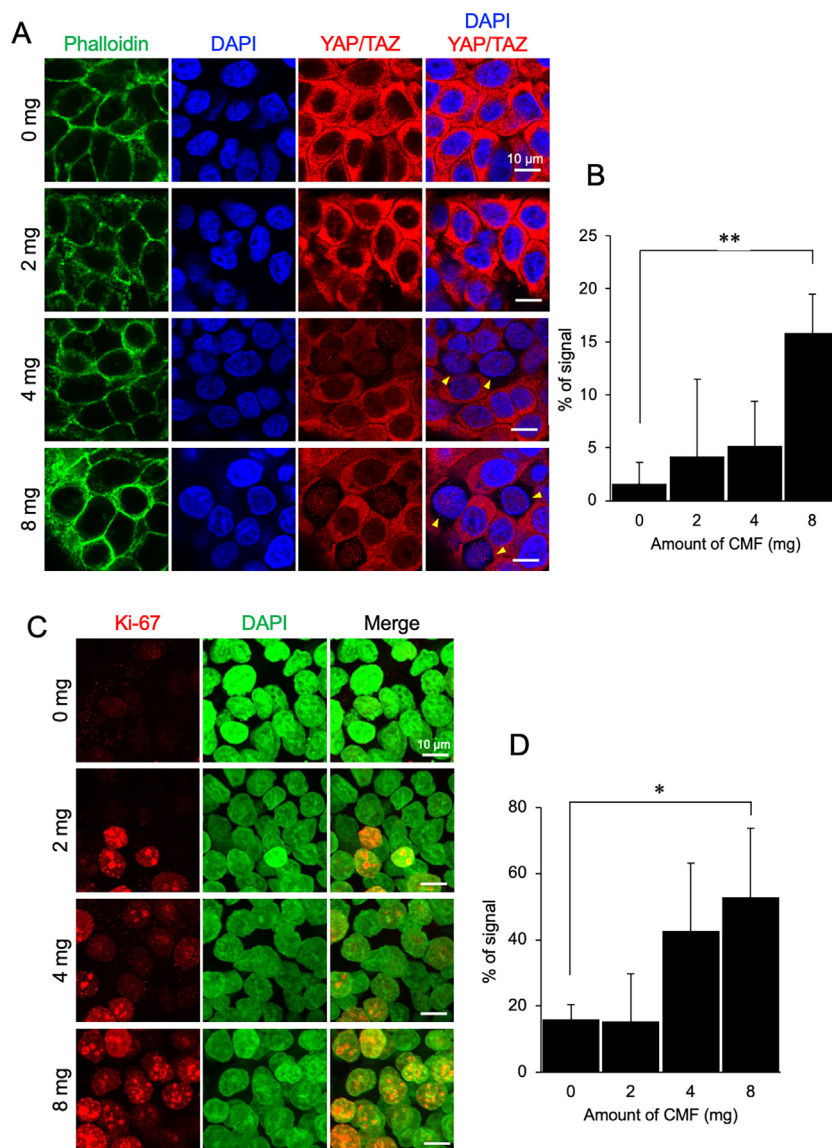 A
Phalloidin
DAPI
YAP/TAZ
DAPI
YAP/TAZ
0 mg
10 µm
2 mg
4 mg
8 mg
B
25
20
15
10
5
0
% of signal
**
0 2 4 8
Amount of CMF (mg)
C
Ki-67
DAPI
Merge
0 mg
10 µm
2 mg
4 mg
8 mg
D
80
60
40
20
0
% of signal
*
0 2 4 8
Amount of CMF (mg)